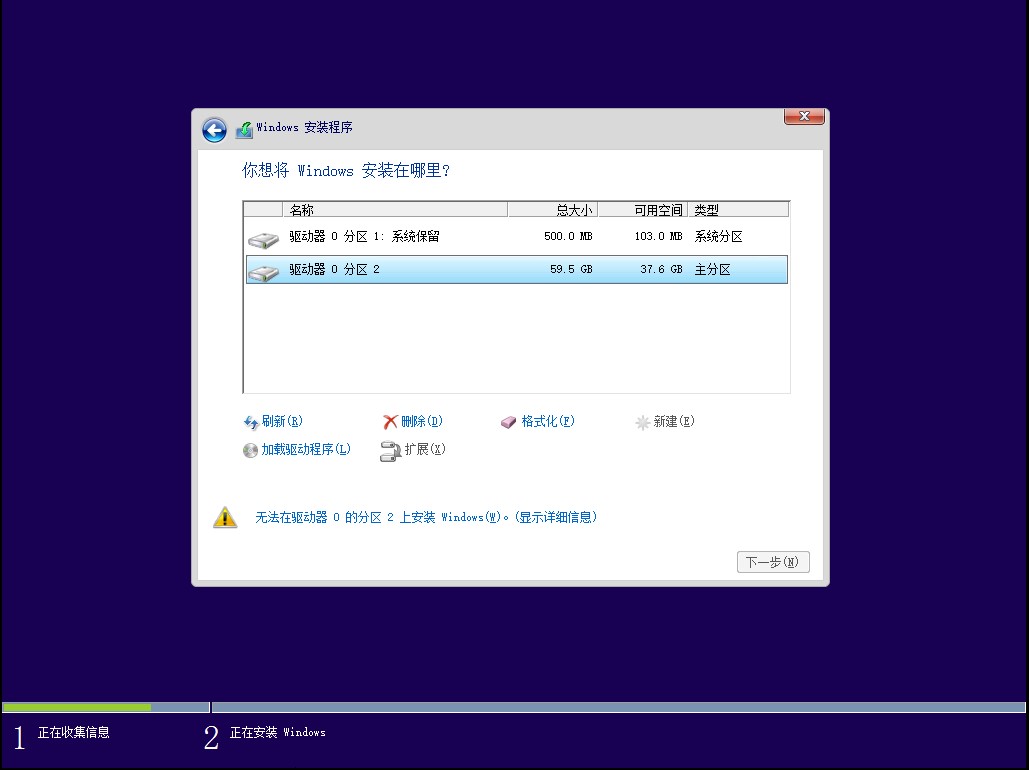 Windows 安装程序
你想将 Windows 安装在哪里?
名称 总大小 可用空间 类型
驱动器 0 分区 1: 系统保留 500.0 MB 103.0 MB 系统分区
驱动器 0 分区 2 59.5 GB 37.6 GB 主分区
刷新(R) 删除(D) 格式化(F) 新建(E)
加载驱动程序(L) 扩展(X)
无法在驱动器 0 的分区 2 上安装 Windows(W)。(显示详细信息)
下一步(N)
1 正在收集信息 2 正在安装 Windows